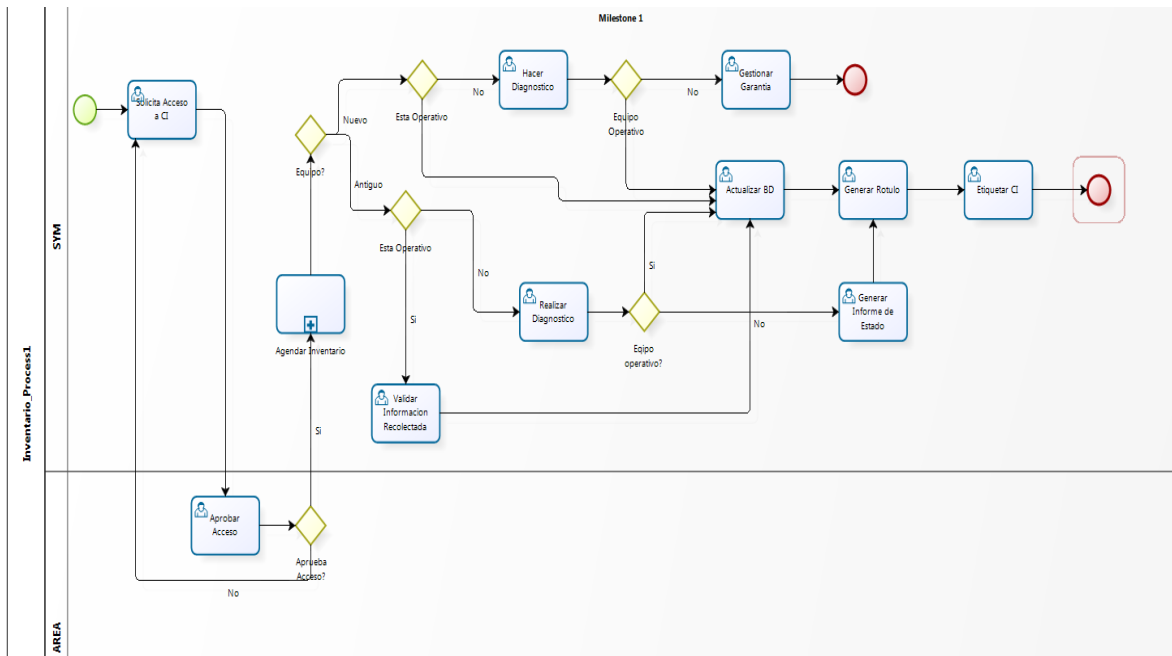 Milestone 1
Inventario_Process1
SYM
AREA
Solicita Acceso
a CI
Nuevo
Equipo?
Antiguo
Esta Operativo
No
Hacer
Diagnostico
Equipo
Operativo
No
Gestionar
Garantia
Esta Operativo
No
Si
Realizar
Diagnostico
Eqipo
operativo?
Si
No
Actualizar BD
Generar Rotulo
Etiquetar CI
Generar
Informe de
Estado
Validar
Informacion
Recolectada
Agendar Inventario
Si
Aprobar
Acceso
Aprueba
Acceso?
No